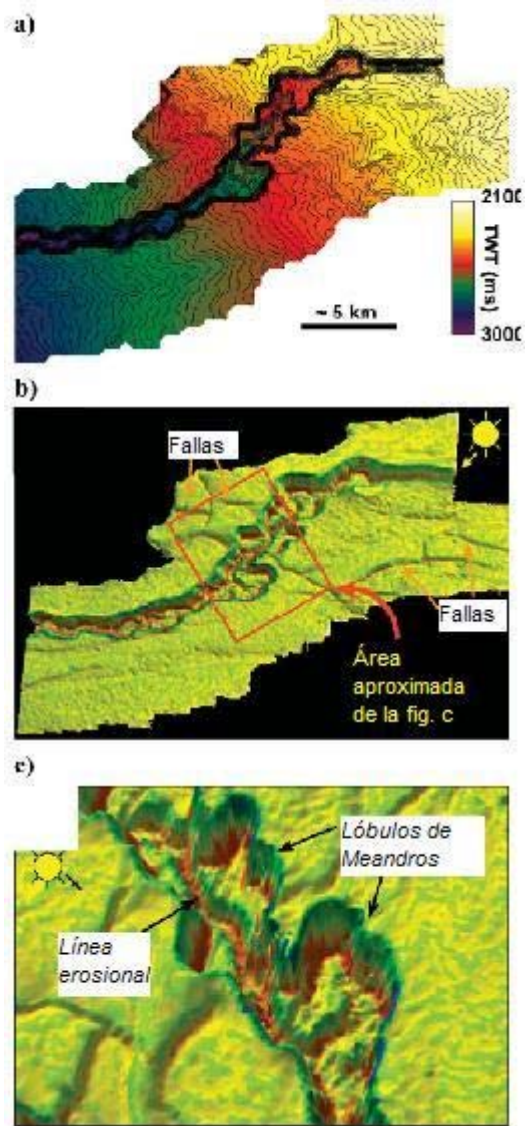 a)
2100
TWT (ms)
3000
~ 5 km
b)
Fallas
Fallas
Área
aproximada
de la fig. c
c)
Lóbulos de
Meandros
Línea
erosional